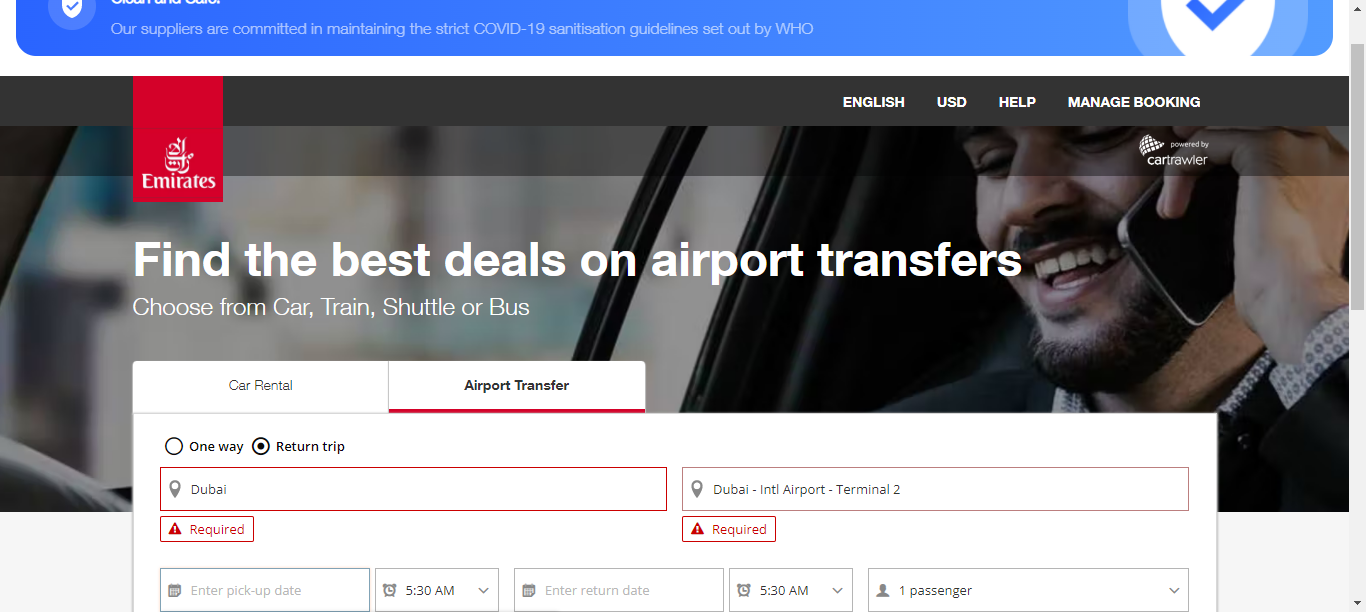 Clean and Safe.
Our suppliers are committed in maintaining the strict COVID-19 sanitisation guidelines set out by WHO
ENGLISH USD HELP MANAGE BOOKING
Emirates
powered by
cartrawler
Find the best deals on airport transfers
Choose from Car, Train, Shuttle or Bus
Car Rental Airport Transfer
One way Return trip
Dubai Dubai - Intl Airport - Terminal 2
Required Required
Enter pick-up date 5:30 AM Enter return date 5:30 AM 1 passenger